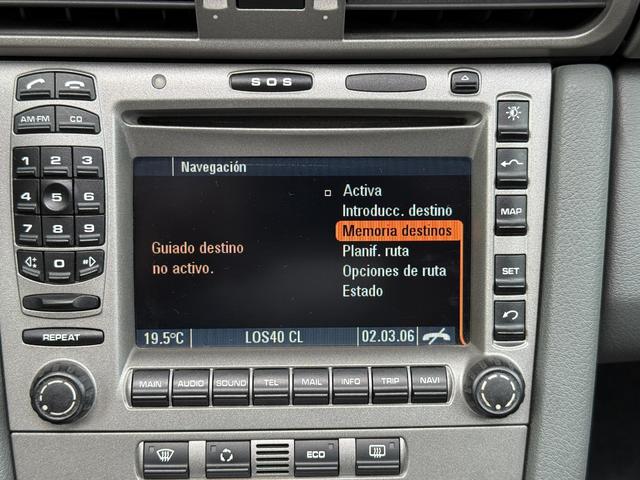 SOS
AM·FM CD
1 2 3
4 5 6
7 8 9
0
REPEAT
MAP
SET
Navegación
Activa
Introducc. destino
Memoria destinos
Planif. ruta
Opciones de ruta
Estado
Guiado destino
no activo.
19.5°C LOS40 CL 02.03.06
MAIN AUDIO SOUND TEL MAIL INFO TRIP NAVI
ECO